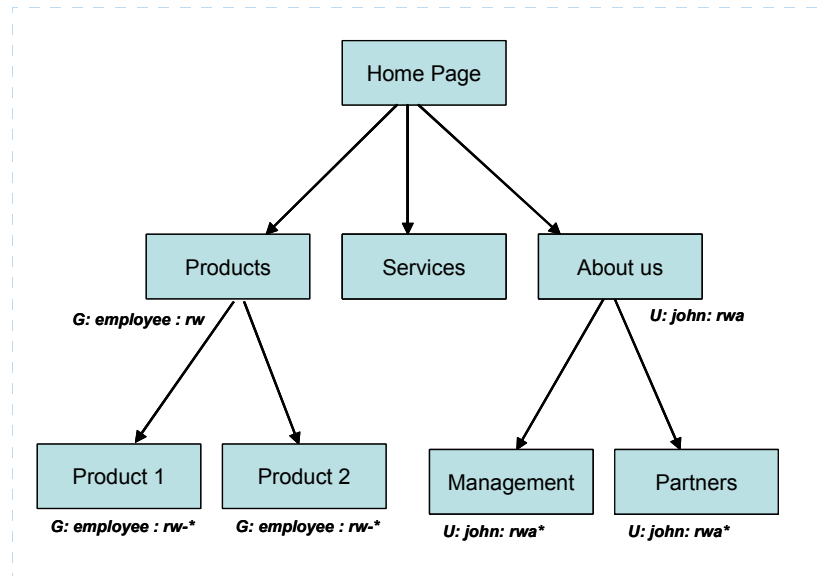 Home Page
Products
Services
About us
G: employee : rw
U: john: rwa
Product 1
Product 2
Management
Partners
G: employee : rw-*
G: employee : rw-*
U: john: rwa*
U: john: rwa*